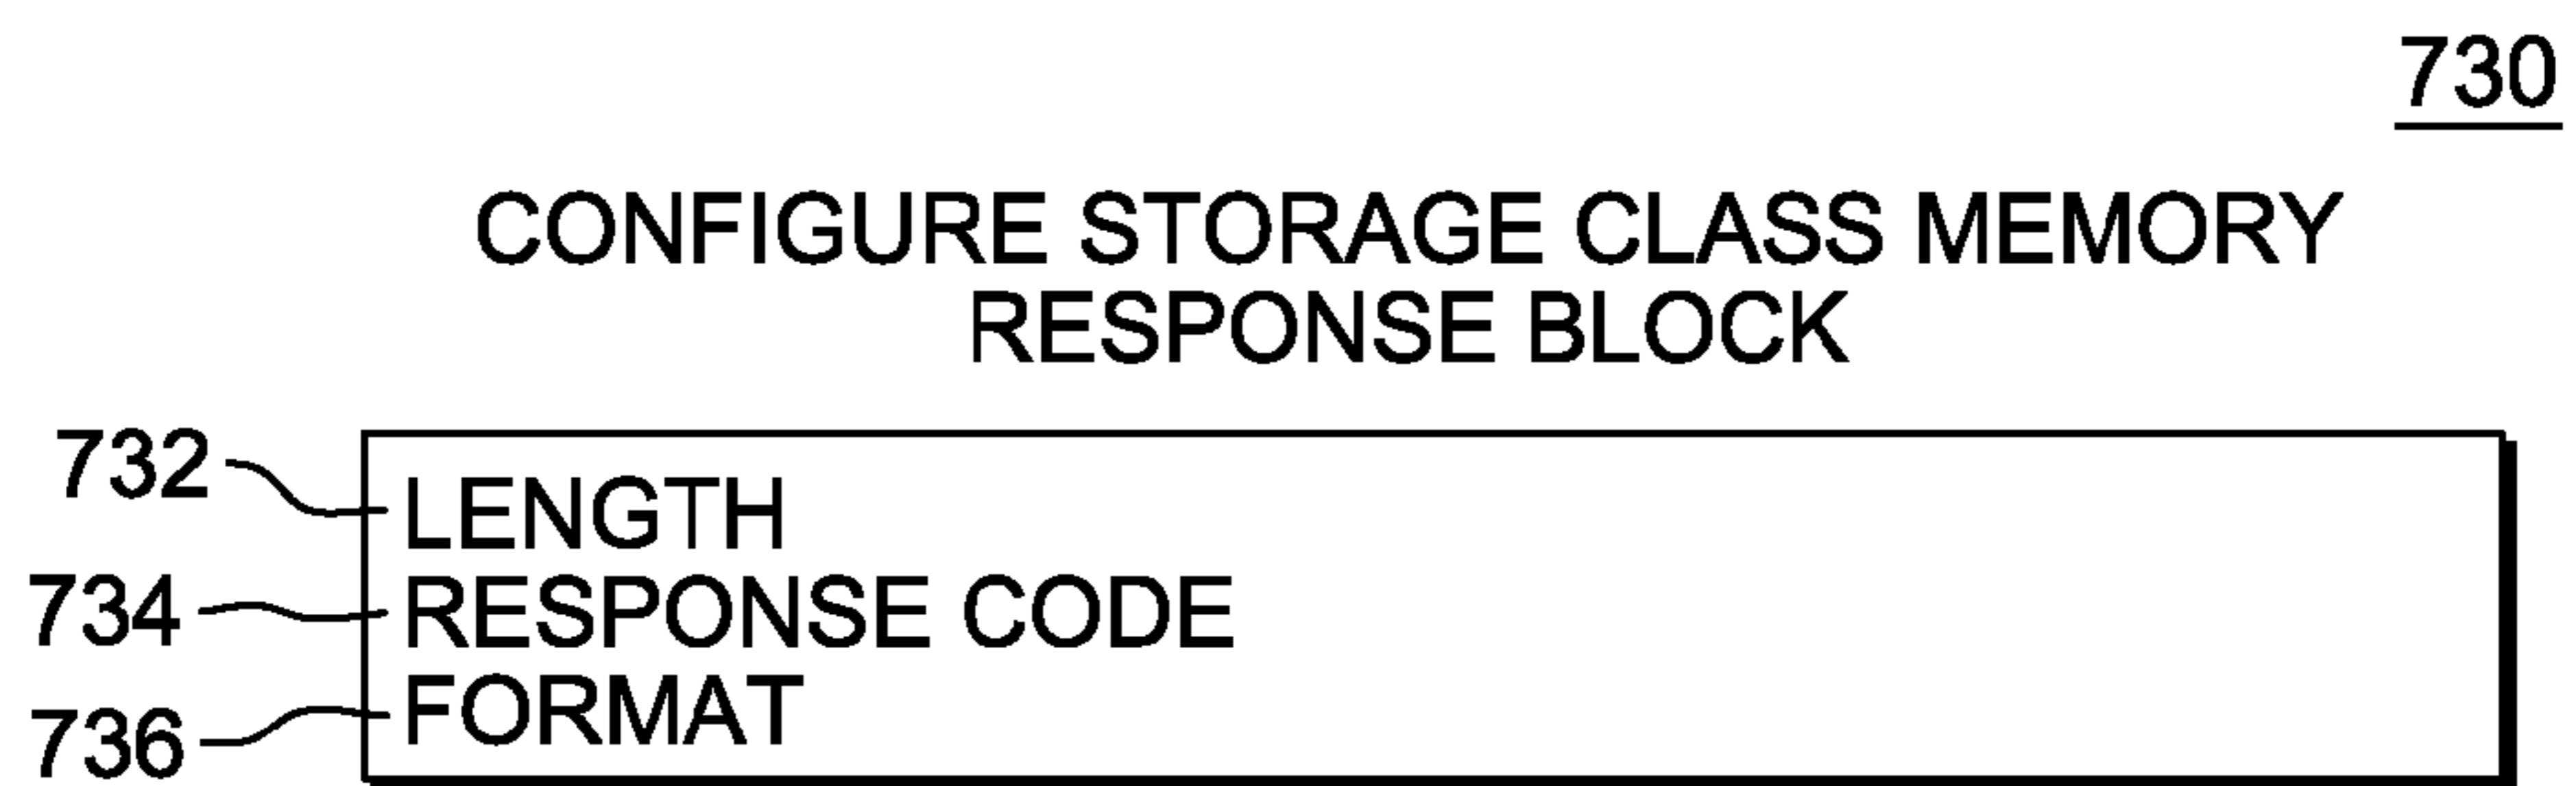 730
CONFIGURE STORAGE CLASS MEMORY
RESPONSE BLOCK
732 LENGTH
734 RESPONSE CODE
736 FORMAT